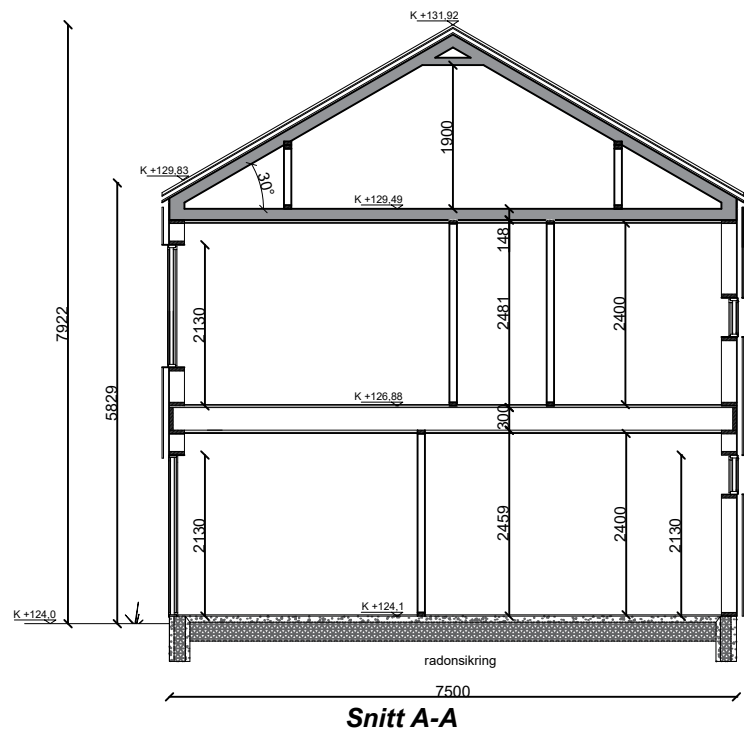 K +131,92
1900
K +129,83
30°
K +129,49
148
7922
2130
2481
2400
5829
K +126,88
300
2130
2459
2400
2130
K +124,0
K +124,1
radonsikring
7500
Snitt A-A